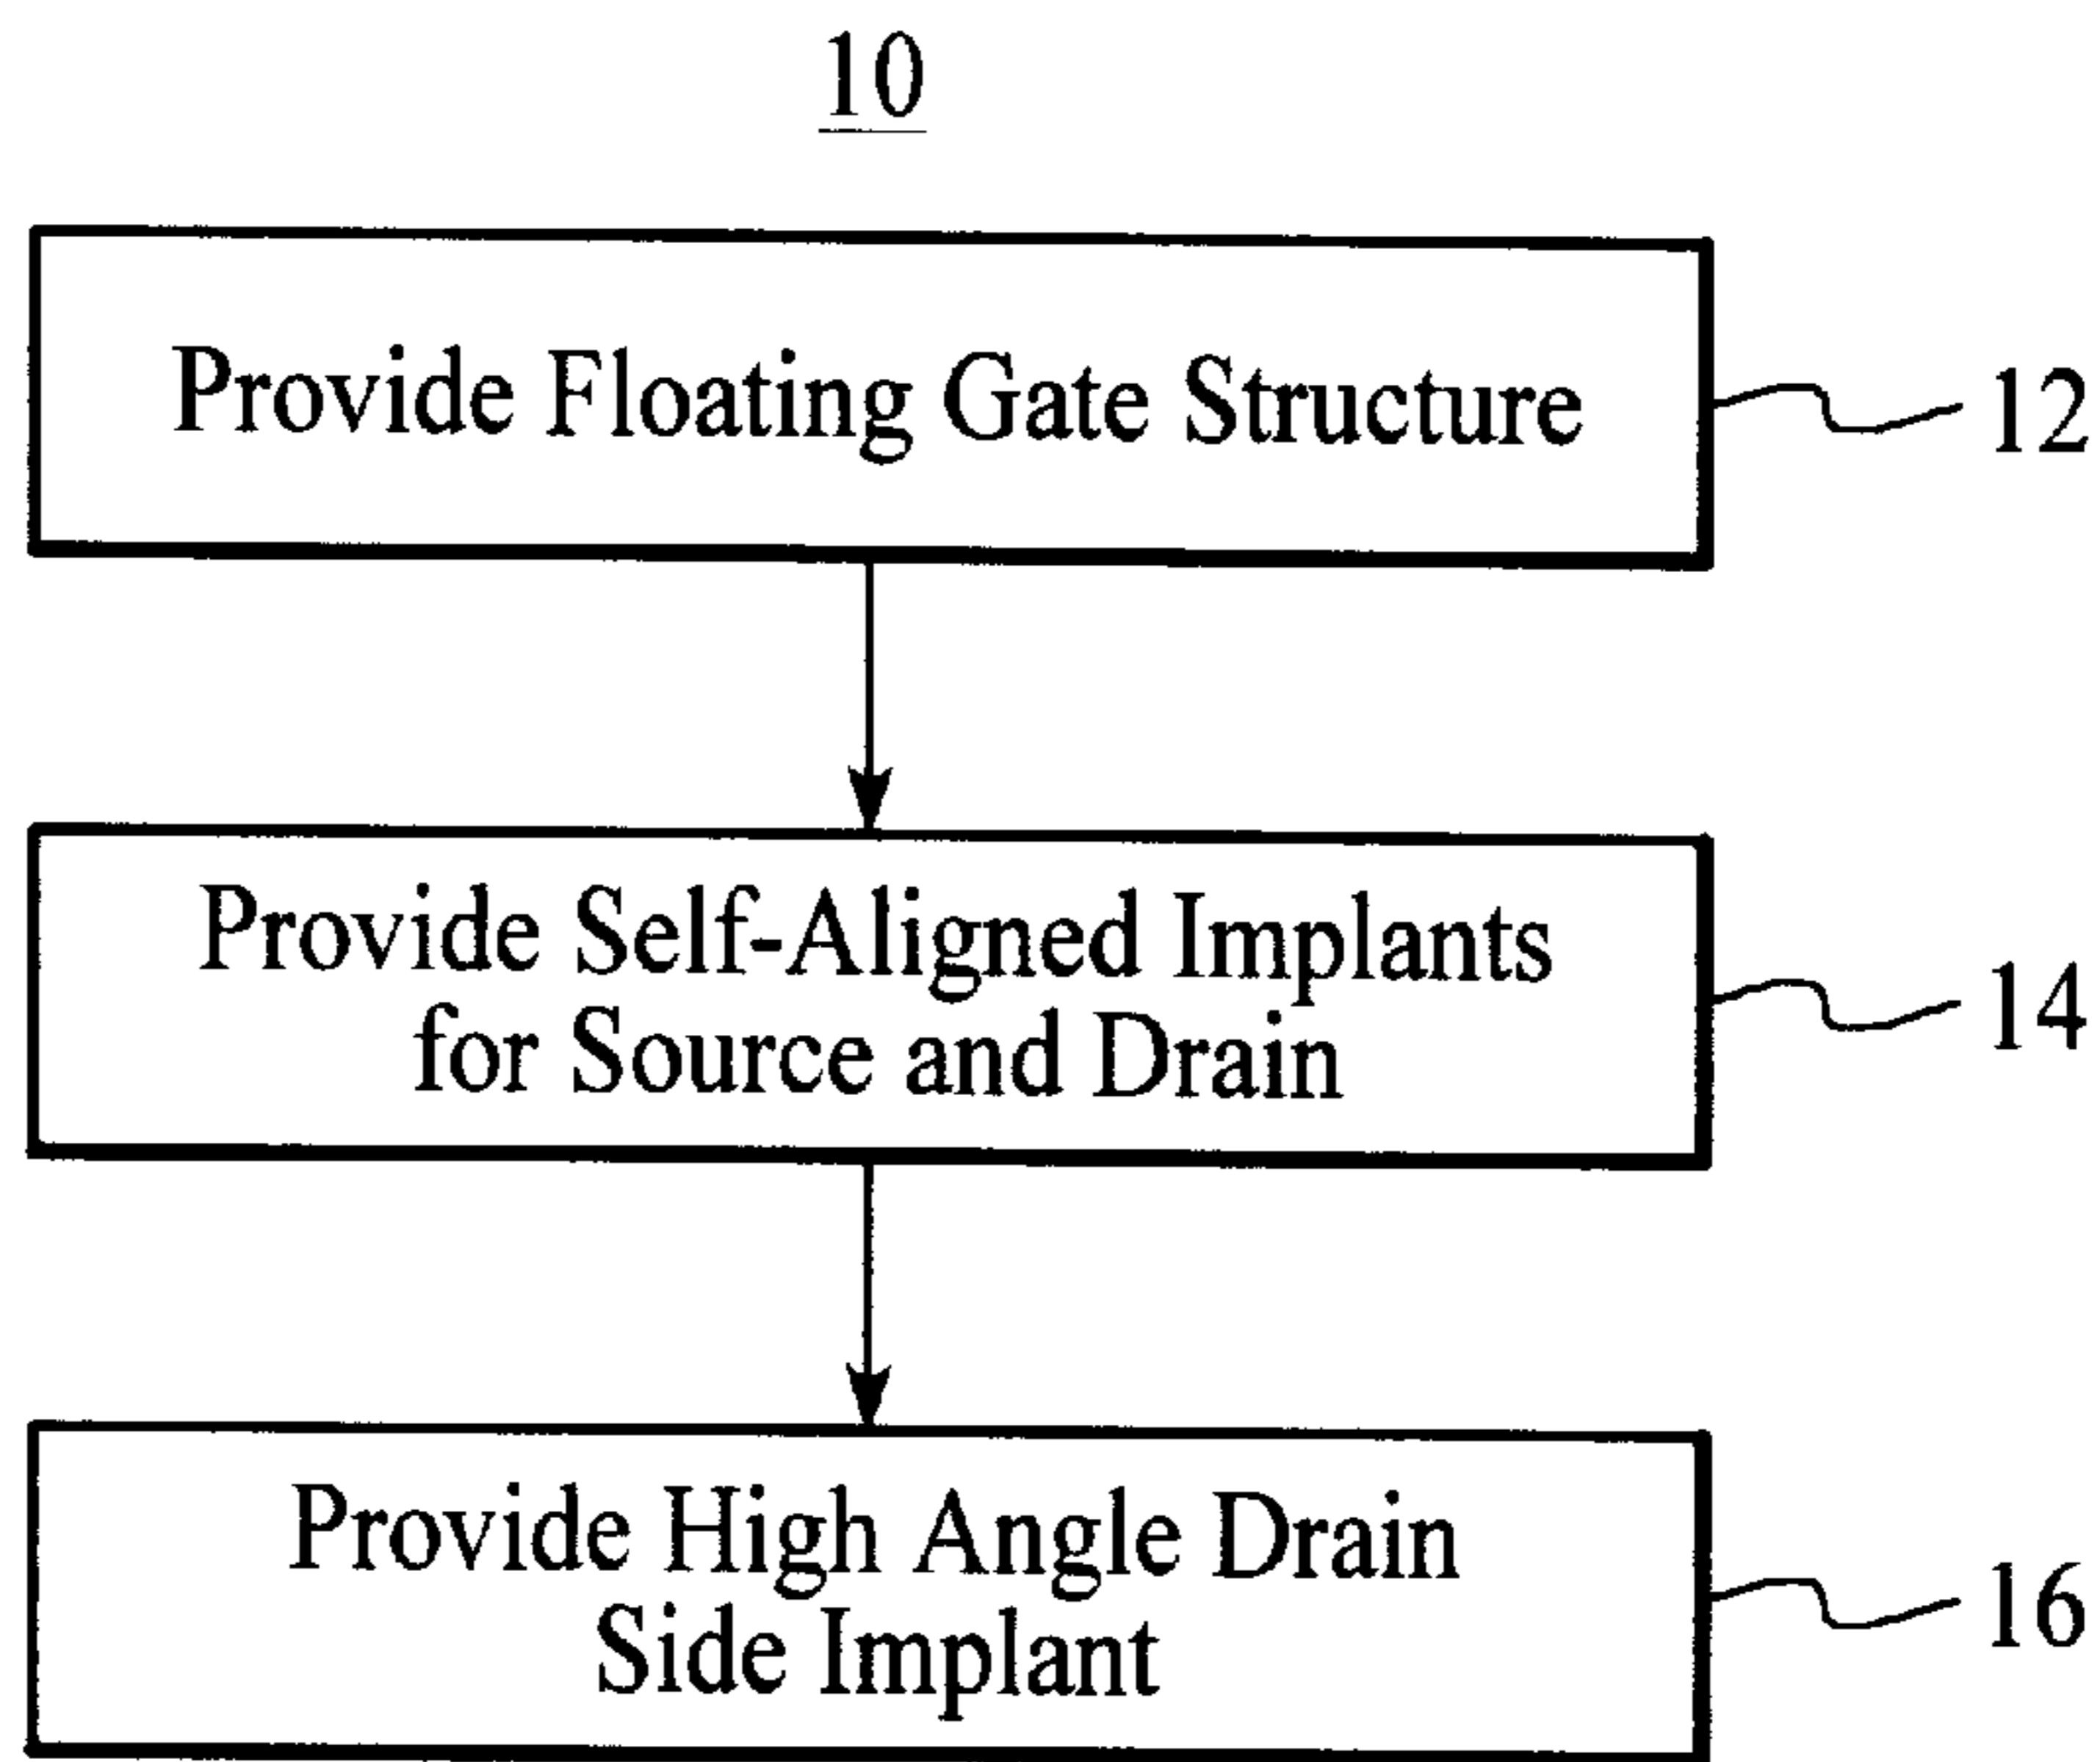 10
Provide Floating Gate Structure
12
Provide Self-Aligned Implants
for Source and Drain
14
Provide High Angle Drain
Side Implant
16